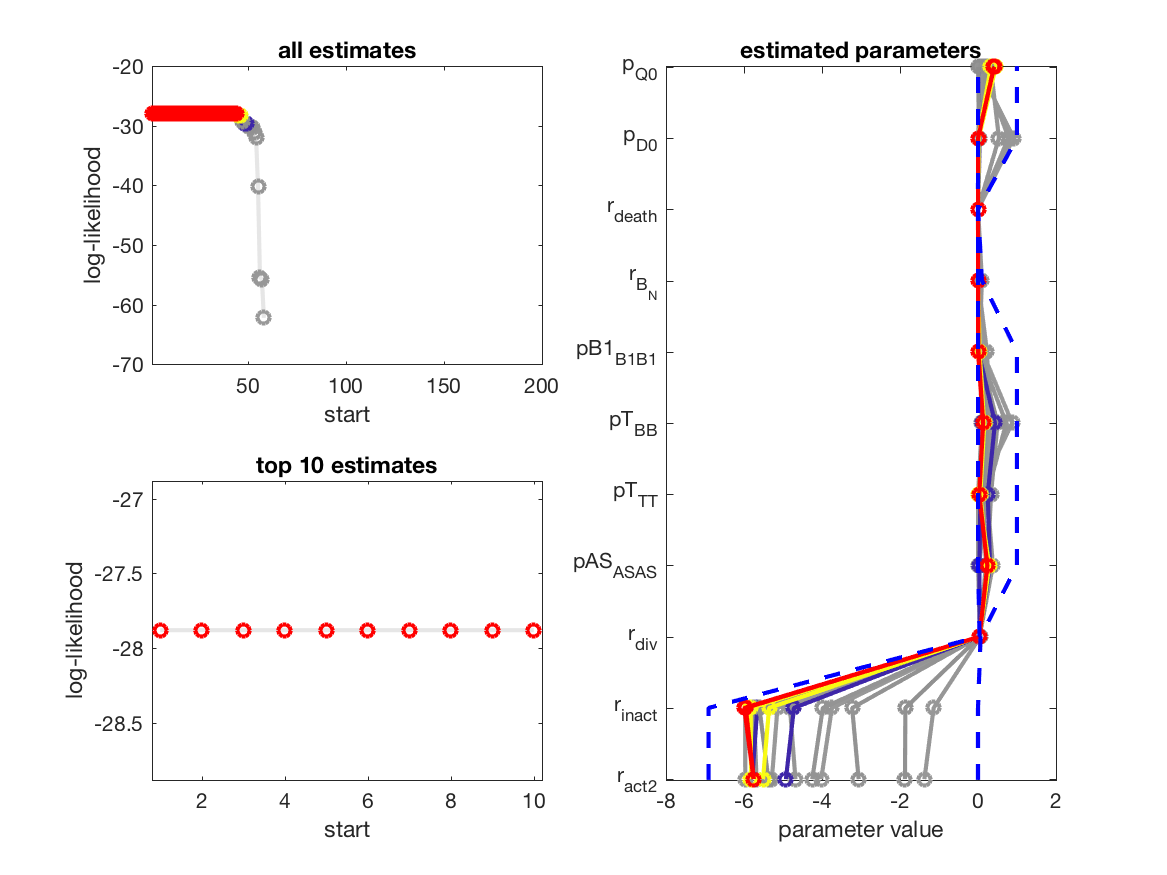 all estimates
-20
-30
-40
-50
-60
-70
log-likelihood
50
100
150
200
start
top 10 estimates
-27
-27.5
-28
-28.5
log-likelihood
2
4
6
8
10
start
estimated parameters
pQ0
pD0
rdeath
rBN
pB1B1B1
pTBB
pTTT
pASASAS
rdiv
rinact
ract2
-8
-6
-4
-2
0
2
parameter value